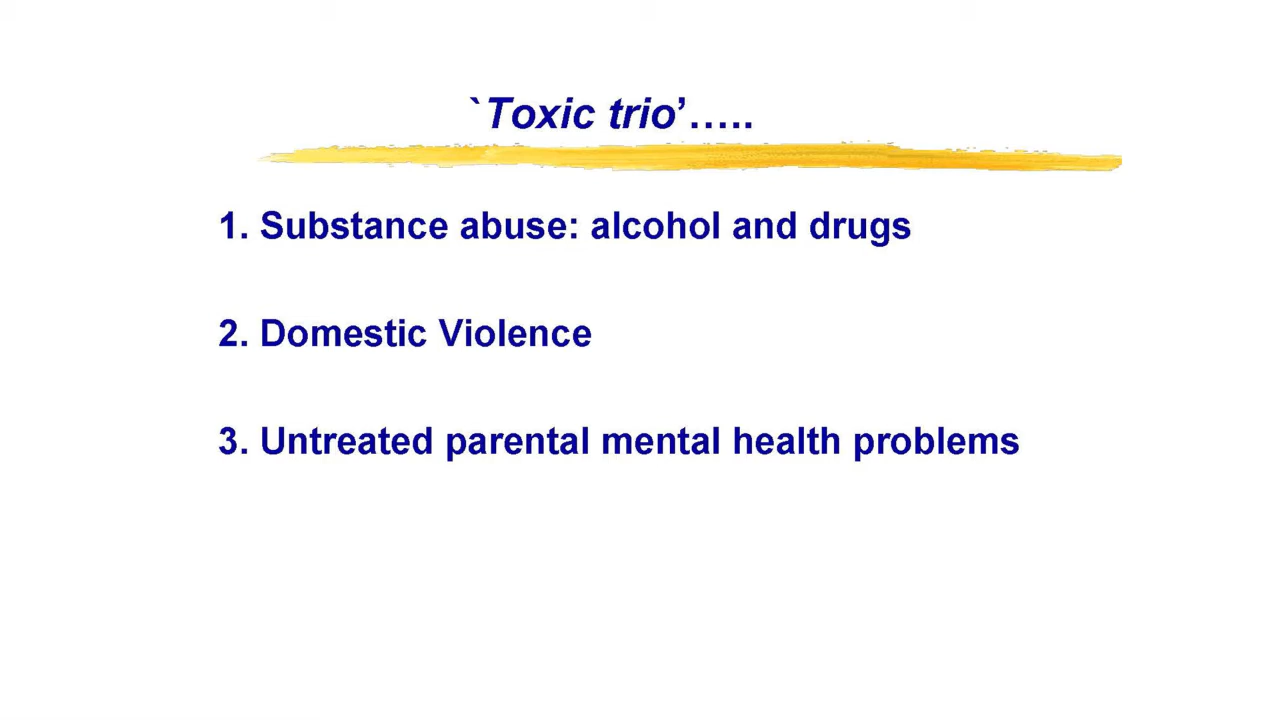 `Toxic trio’.....
1. Substance abuse: alcohol and drugs
2. Domestic Violence
3. Untreated parental mental health problems